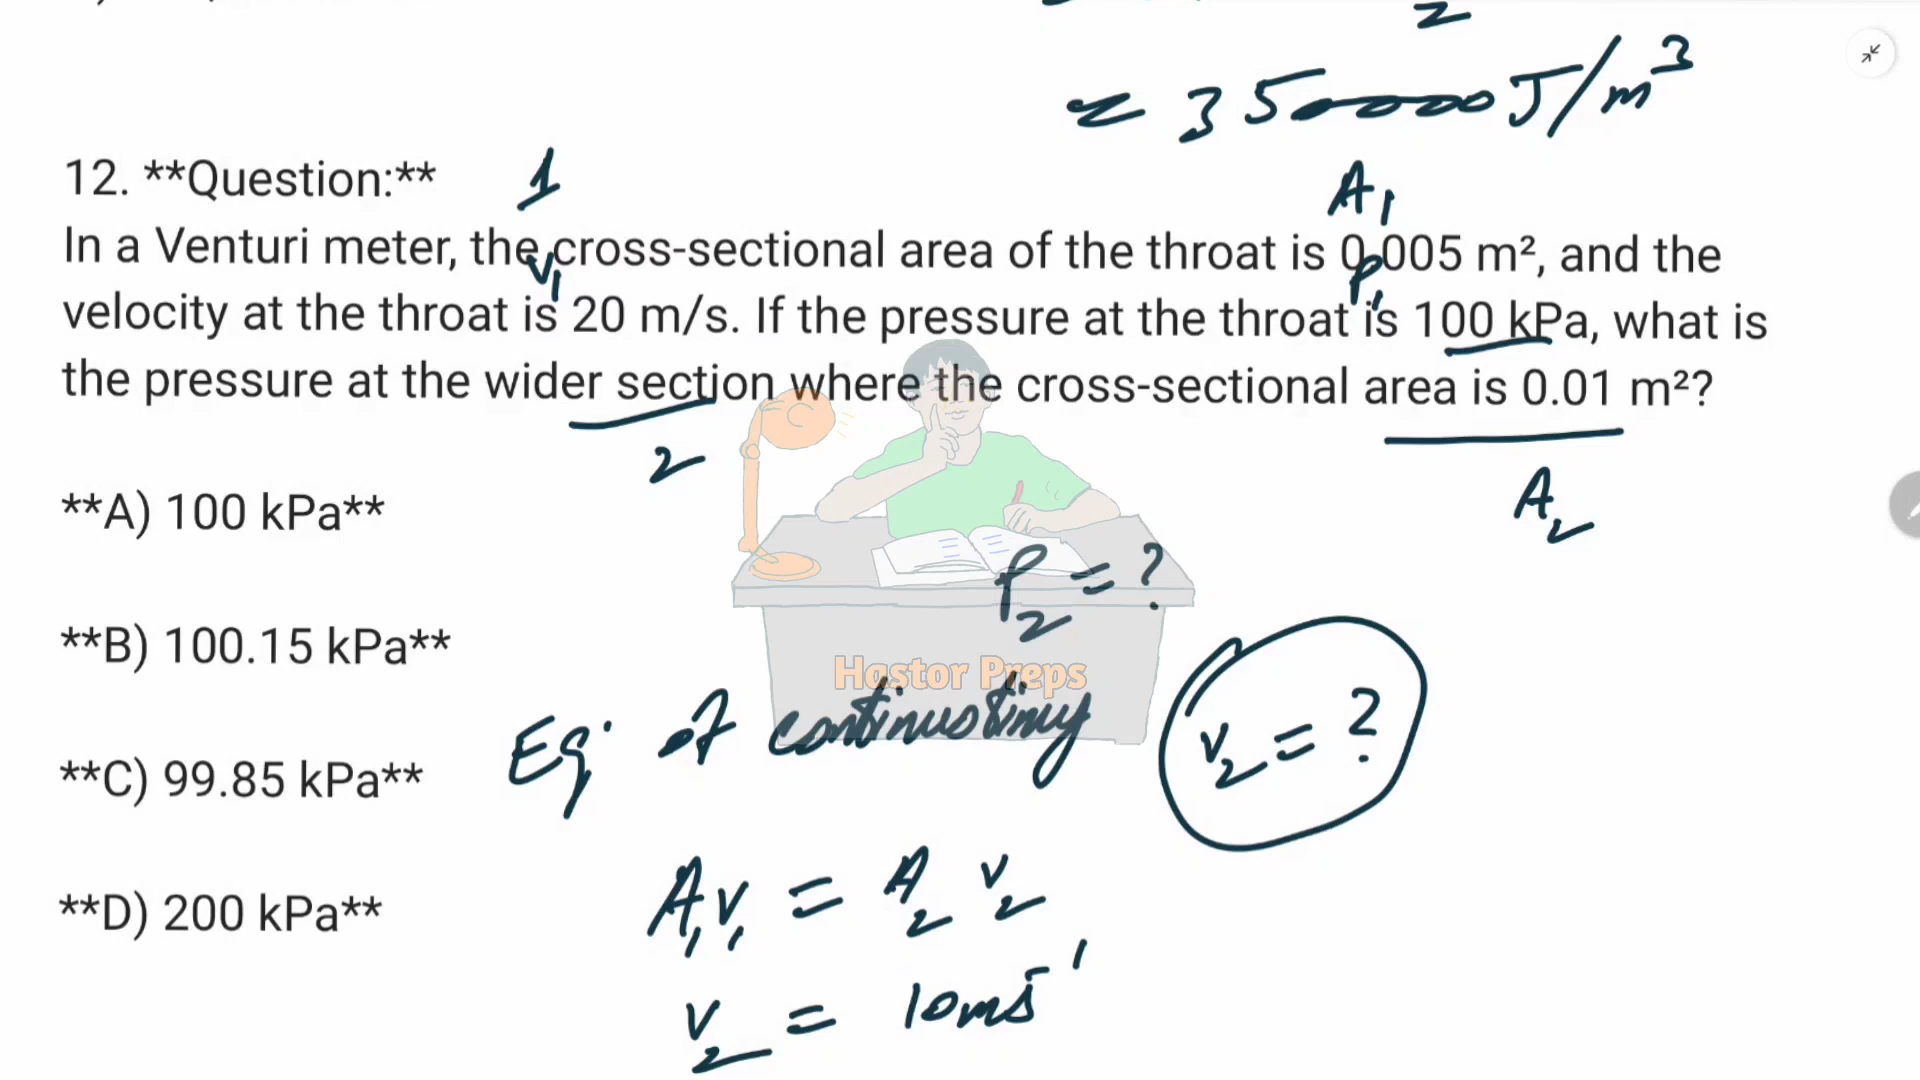 2
= 350000 J/m³
12. **Question:** 1
A₁
In a Venturi meter, the cross-sectional area of the throat is 0.005 m², and the
V₁ P₁
velocity at the throat is 20 m/s. If the pressure at the throat is 100 kPa, what is
the pressure at the wider section where the cross-sectional area is 0.01 m²?
2
A₂
**A) 100 kPa**
P₂ = ?
**B) 100.15 kPa**
Hastor Preps
Eq. of continustiny V₂ = ?
**C) 99.85 kPa**
A₁V₁ = A₂ V₂
**D) 200 kPa**
V₂ = 10ms⁻¹